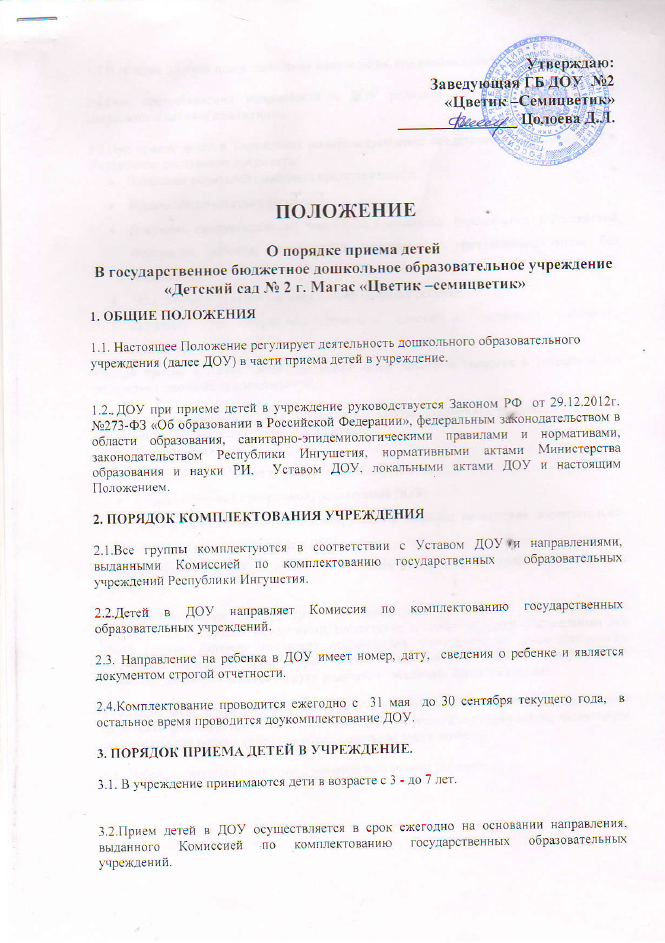 Утверждаю:
Заведующая ГБ ДОУ №2
«Цветик –Семицветик»
Цолоева Д.Л.
ПОЛОЖЕНИЕ
О порядке приема детей
В государственное бюджетное дошкольное образовательное учреждение
«Детский сад № 2 г. Магас «Цветик –семицветик»
1. ОБЩИЕ ПОЛОЖЕНИЯ
1.1. Настоящее Положение регулирует деятельность дошкольного образовательного
учреждения (далее ДОУ) в части приема детей в учреждение.
1.2. ДОУ при приеме детей в учреждение руководствуется Законом РФ от 29.12.2012г.
№273-ФЗ «Об образовании в Российской Федерации», федеральным законодательством в
области образования, санитарно-эпидемиологическими правилами и нормативами,
законодательством Республики Ингушетия, нормативными актами Министерства
образования и науки РИ, Уставом ДОУ, локальными актами ДОУ и настоящим
Положением.
2. ПОРЯДОК КОМПЛЕКТОВАНИЯ УЧРЕЖДЕНИЯ
2.1.Все группы комплектуются в соответствии с Уставом ДОУ и направлениями,
выданными Комиссией по комплектованию государственных образовательных
учреждений Республики Ингушетия.
2.2.Детей в ДОУ направляет Комиссия по комплектованию государственных
образовательных учреждений.
2.3. Направление на ребенка в ДОУ имеет номер, дату, сведения о ребенке и является
документом строгой отчетности.
2.4.Комплектование проводится ежегодно с 31 мая до 30 сентября текущего года, в
остальное время проводится доукомплектование ДОУ.
3. ПОРЯДОК ПРИЕМА ДЕТЕЙ В УЧРЕЖДЕНИЕ.
3.1. В учреждение принимаются дети в возрасте с 3 - до 7 лет.
3.2.Прием детей в ДОУ осуществляется в срок ежегодно на основании направления,
выданного Комиссией по комплектованию государственных образовательных
учреждений.